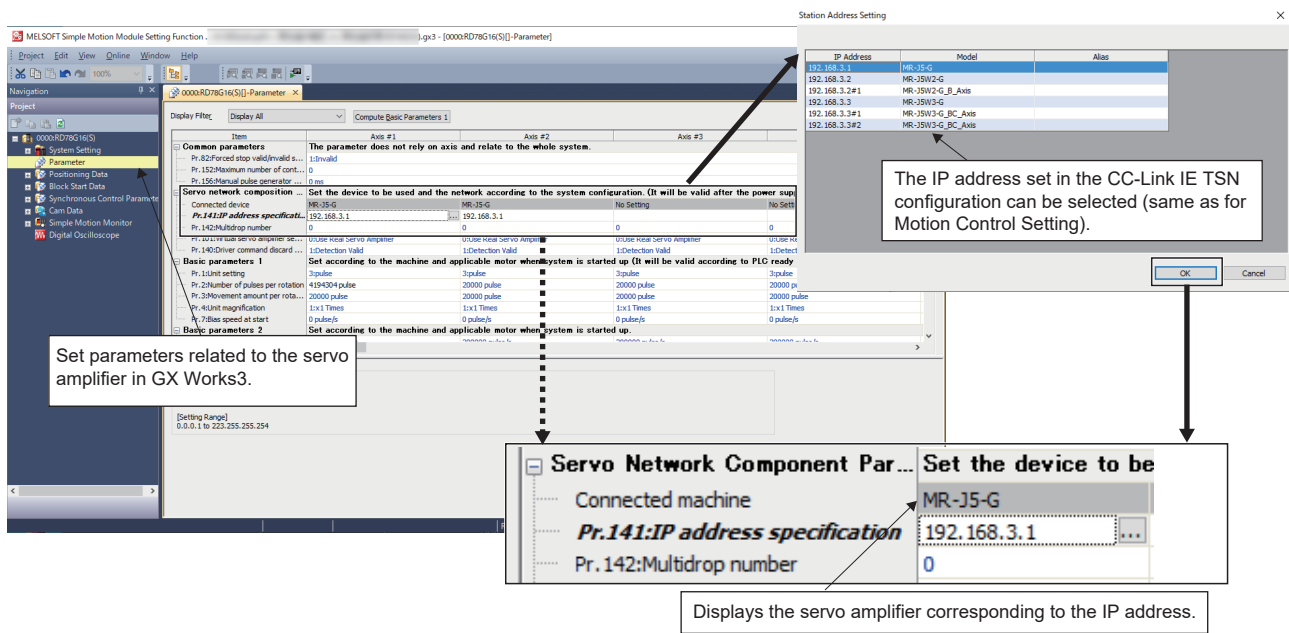 Station Address Setting
MELSOFT Simple Motion Module Setting Function .
).gx3 - [0000:RD78G16(S)[]-Parameter]
Project Edit View Online Window Help
100%
Navigation
0000:RD78G16(S)[]-Parameter
Project
0000:RD78G16(S)
System Setting
Parameter
Positioning Data
Block Start Data
Synchronous Control Paramete
Cam Data
Simple Motion Monitor
Digital Oscilloscope
Display Filter Display All Compute Basic Parameters 1
Item Axis #1 Axis #2 Axis #3
Common parameters The parameter does not rely on axis and relate to the whole system.
Pr.82:Forced stop valid/invalid s... 1:Invalid
Pr.152:Maximum number of cont... 0
Pr.156:Manual pulse generator ... 0 ms
Servo network composition ... Set the device to be used and the network according to the system configuration. (It will be valid after the power supp
Connected device MR-J5-G MR-J5-G No Setting No Setti
Pr.141:IP address specificati... 192.168.3.1 ... 192.168.3.1
Pr.142:Multidrop number 0 0 0 0
Pr.101:Virtual servo amplifier se... 0:Use Real Servo Amplifier 0:Use Real Servo Amplifier 0:Use Real Servo Amplifier 0:Use Re
Pr.140:Driver command discard ... 1:Detection Valid 1:Detection Valid 1:Detection Valid 1:Detect
Basic parameters 1 Set according to the machine and applicable motor when system is started up (It will be valid according to PLC ready
Pr.1:Unit setting 3:pulse 3:pulse 3:pulse 3:pulse
Pr.2:Number of pulses per rotation 4194304 pulse 20000 pulse 20000 pulse 20000 pu
Pr.3:Movement amount per rota... 20000 pulse 20000 pulse 20000 pulse 20000 pulse
Pr.4:Unit magnification 1:x1 Times 1:x1 Times 1:x1 Times 1:x1 Times
Pr.7:Bias speed at start 0 pulse/s 0 pulse/s 0 pulse/s 0 pulse/s
Basic parameters 2 Set according to the machine and applicable motor when system is started up.
[Setting Range]
0.0.0.1 to 223.255.255.254
IP Address Model Alias
192.168.3.1 MR-J5-G
192.168.3.2 MR-J5W2-G
192.168.3.2#1 MR-J5W2-G_B_Axis
192.168.3.3 MR-J5W3-G
192.168.3.3#1 MR-J5W3-G_BC_Axis
192.168.3.3#2 MR-J5W3-G_BC_Axis
The IP address set in the CC-Link IE TSN
configuration can be selected (same as for
Motion Control Setting).
OK Cancel
Set parameters related to the servo
amplifier in GX Works3.
Servo Network Component Par... Set the device to be
Connected machine MR-J5-G
Pr.141:IP address specification 192.168.3.1 ...
Pr.142:Multidrop number 0
Displays the servo amplifier corresponding to the IP address.